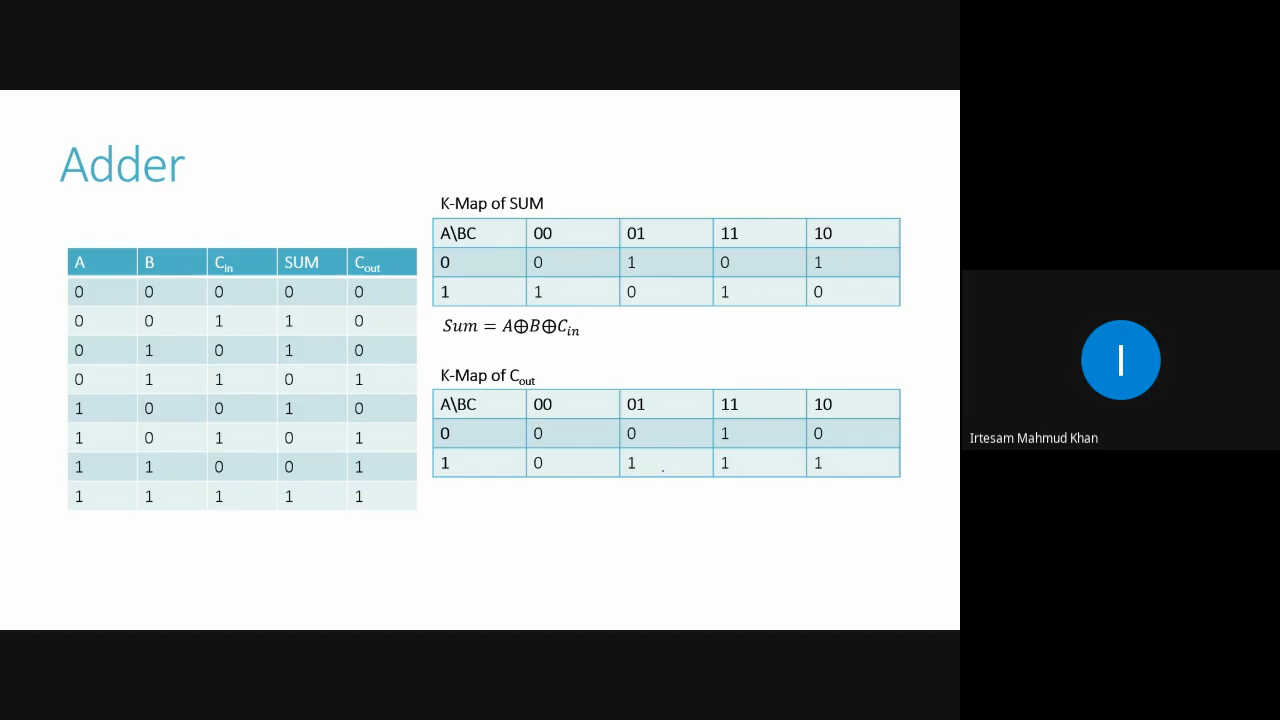 Adder
A B Cin SUM Cout
0 0 0 0 0
0 0 1 1 0
0 1 0 1 0
0 1 1 0 1
1 0 0 1 0
1 0 1 0 1
1 1 0 0 1
1 1 1 1 1
K-Map of SUM
A\BC 00 01 11 10
0 0 1 0 1
1 1 0 1 0
Sum = A⊕B⊕Cin
K-Map of Cout
A\BC 00 01 11 10
0 0 0 1 0
1 0 1 1 1
I
Irtesam Mahmud Khan